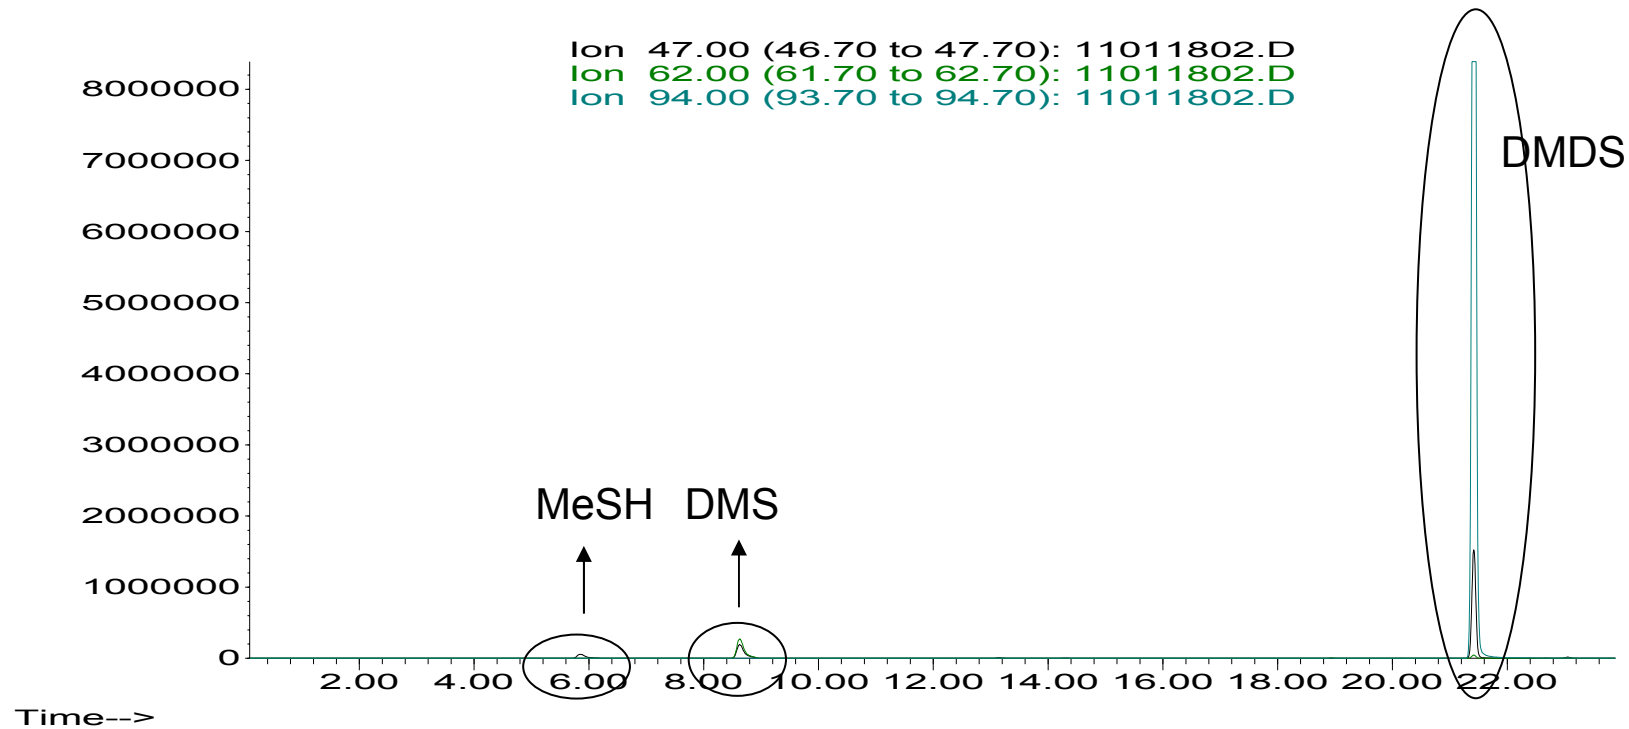 Ion 47.00 (46.70 to 47.70): 11011802.D
Ion 62.00 (61.70 to 62.70): 11011802.D
Ion 94.00 (93.70 to 94.70): 11011802.D
8000000
DMDS
7000000
6000000
5000000
4000000
3000000
MeSH DMS
2000000
1000000
0
2.00 4.00 6.00 8.00 10.00 12.00 14.00 16.00 18.00 20.00 22.00
Time-->